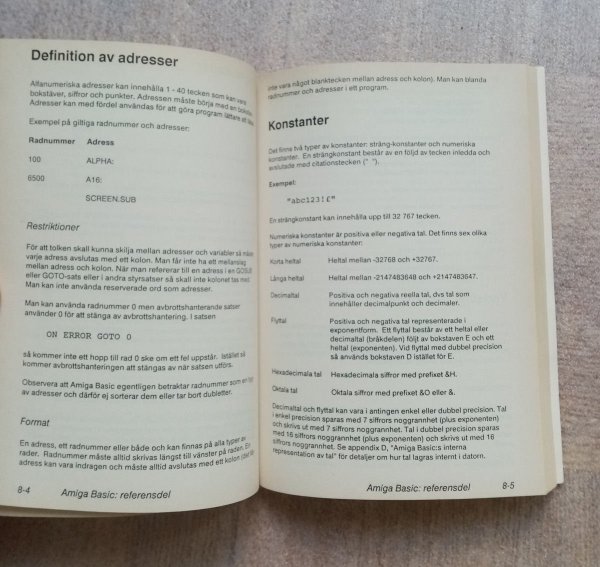 Definition av adresser
Alfanumeriska adresser kan innehålla 1 - 40 tecken som kan vara
bokstäver, siffror och punkter. Adressen måste börja med en bokstav.
Adresser kan med fördel användas för att göra program lättare att läsa.
Exempel på giltiga radnummer och adresser:
Radnummer Adress
100 ALPHA:
6500 A16:
SCREEN.SUB
Restriktioner
För att tolken skall kunna skilja mellan adresser och variabler så måste
varje adress avslutas med ett kolon. Man får inte ha ett mellanslag
mellan adress och kolon. När man refererar till en adress i en GOSUB
eller GOTO-sats eller i andra styrsatser så skall inte kolonet tas med.
Man kan inte använda reserverade ord som adresser.
Man kan använda radnummer 0 men avbrottshanterande satser
använder 0 för att stänga av avbrottshantering. I satsen
ON ERROR GOTO 0
så kommer inte ett hopp till rad 0 ske om ett fel uppstår. Istället så
kommer avbrottshanteringen att stängas av när satsen utförs.
Observera att Amiga Basic egentligen betraktar radnummer som en typ
av adresser och därför ej sorterar dem eller tar bort dubletter.
Format
En adress, ett radnummer eller både och kan finnas på alla typer av
rader. Radnummer måste alltid skrivas längst till vänster på raden. En
adress kan vara indragen och måste alltid avslutas med ett kolon (det får
8-4 Amiga Basic: referensdel
inte vara något blanktecken mellan adress och kolon). Man kan blanda
radnummer och adresser i ett program.
Konstanter
Det finns två typer av konstanter: sträng-konstanter och numeriska
konstanter. En strängkonstant består av en följd av tecken inledda och
avslutade med citationstecken (" ").
Exempel:
"abc123!£"
En strängkonstant kan innehålla upp till 32 767 tecken.
Numeriska konstanter är positiva eller negativa tal. Det finns sex olika
typer av numeriska konstanter:
Korta heltal Heltal mellan -32768 och +32767.
Långa heltal Heltal mellan -2147483648 och +2147483647.
Decimaltal Positiva och negativa reella tal, dvs tal som
innehåller decimalpunkt och decimaler.
Flyttal Positiva och negativa tal representerade i
exponentform. Ett flyttal består av ett heltal eller
decimaltal (bråkdelen) följt av bokstaven E och ett
heltal (exponenten). Vid flyttal med dubbel precision
så används bokstaven D istället för E.
Hexadecimala tal Hexadecimala siffror med prefixet &H.
Oktala tal Oktala siffror med prefixet &O eller &.
Decimaltal och flyttal kan vara i antingen enkel eller dubbel precision. Tal
i enkel precision sparas med 7 siffrors noggrannhet (plus exponenten)
och skrivs ut med 7 siffrors noggrannhet. Tal i dubbel precision sparas
med 16 siffrors noggrannhet (plus exponenten) och skrivs ut med 16
siffrors noggrannhet. Se appendix D, "Amiga Basic:s interna
representation av tal" för detaljer om hur tal lagras internt i datorn.
Amiga Basic: referensdel 8-5